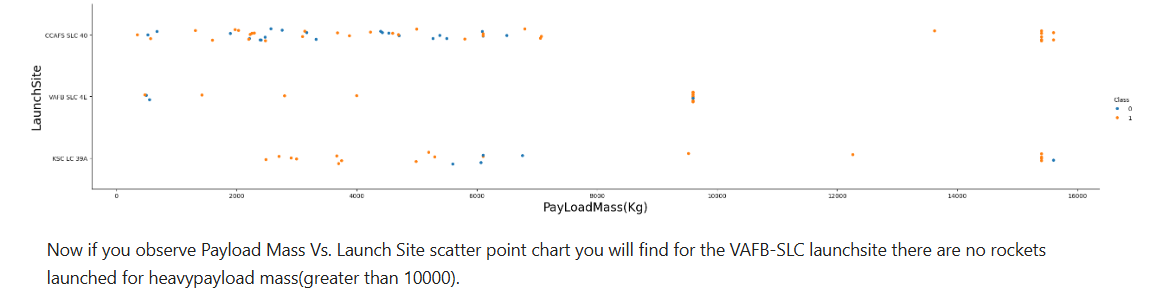 CCAFS SLC 40
VAFB SLC 4E
KSC LC 39A
LaunchSite
Class
0
1
0 2000 4000 6000 8000 10000 12000 14000 16000
PayLoadMass(Kg)
Now if you observe Payload Mass Vs. Launch Site scatter point chart you will find for the VAFB-SLC launchsite there are no rockets
launched for heavypayload mass(greater than 10000).